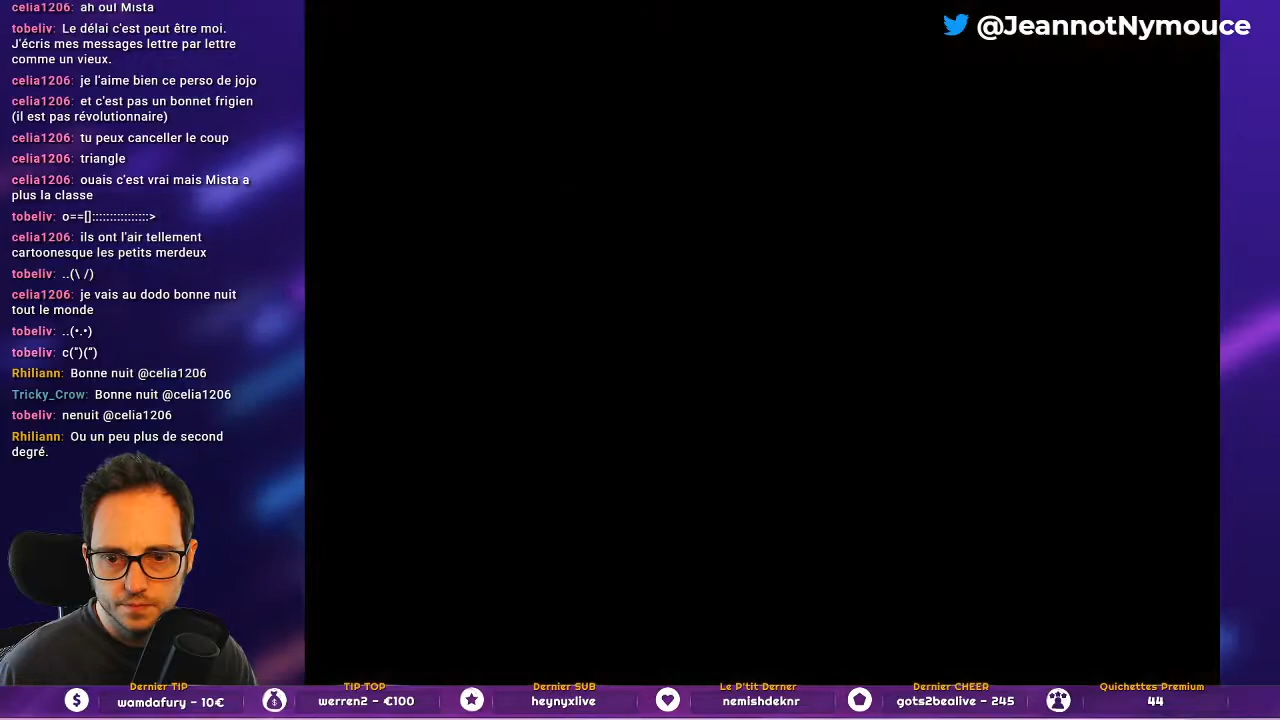 celia1206: ah oui Mista
tobeliv: Le délai c'est peut être moi.
J'écris mes messages lettre par lettre
comme un vieux.
celia1206: je l'aime bien ce perso de jojo
celia1206: et c'est pas un bonnet frigien
(il est pas révolutionnaire)
celia1206: tu peux canceller le coup
celia1206: triangle
celia1206: ouais c'est vrai mais Mista a
plus la classe
tobeliv: o==[]::::::::::::::::>
celia1206: ils ont l'air tellement
cartoonesque les petits merdeux
tobeliv: ..(\ /)
celia1206: je vais au dodo bonne nuit
tout le monde
tobeliv: ..(•.•)
tobeliv: c(")(")
Rhiliann: Bonne nuit @celia1206
Tricky_Crow: Bonne nuit @celia1206
tobeliv: nenuit @celia1206
Rhiliann: Ou un peu plus de second
degré.
@JeannotNymouce
Dernier TIP
wamdafury - 10€
TIP TOP
werren2 - €100
Dernier SUB
heynyxlive
Le P'tit Derner
nemishdeknr
Dernier CHEER
gots2bealive - 245
Quichettes Premium
44